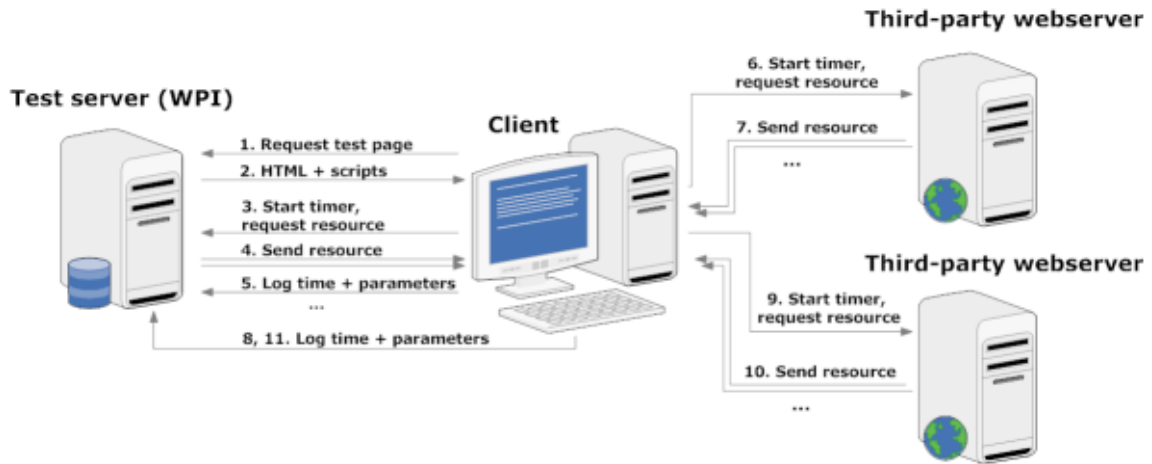 Third-party webserver
6. Start timer,
request resource
Test server (WPI)
Client
7. Send resource
...
1. Request test page
2. HTML + scripts
3. Start timer,
request resource
4. Send resource
5. Log time + parameters
...
8, 11. Log time + parameters
Third-party webserver
9. Start timer,
request resource
10. Send resource
...